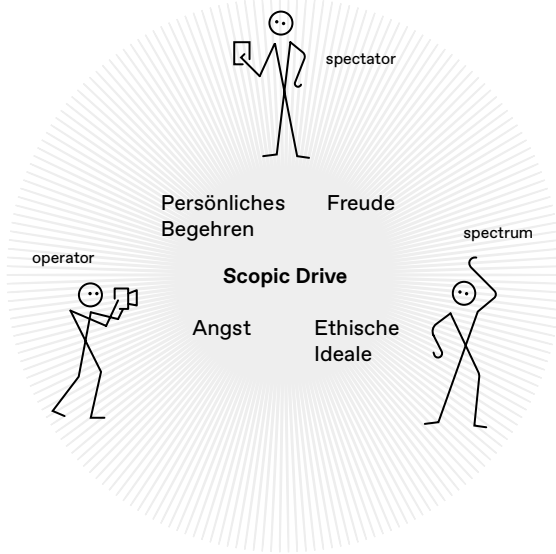 spectator
Persönliches Begehren
Freude
spectrum
operator
Scopic Drive
Angst
Ethische Ideale